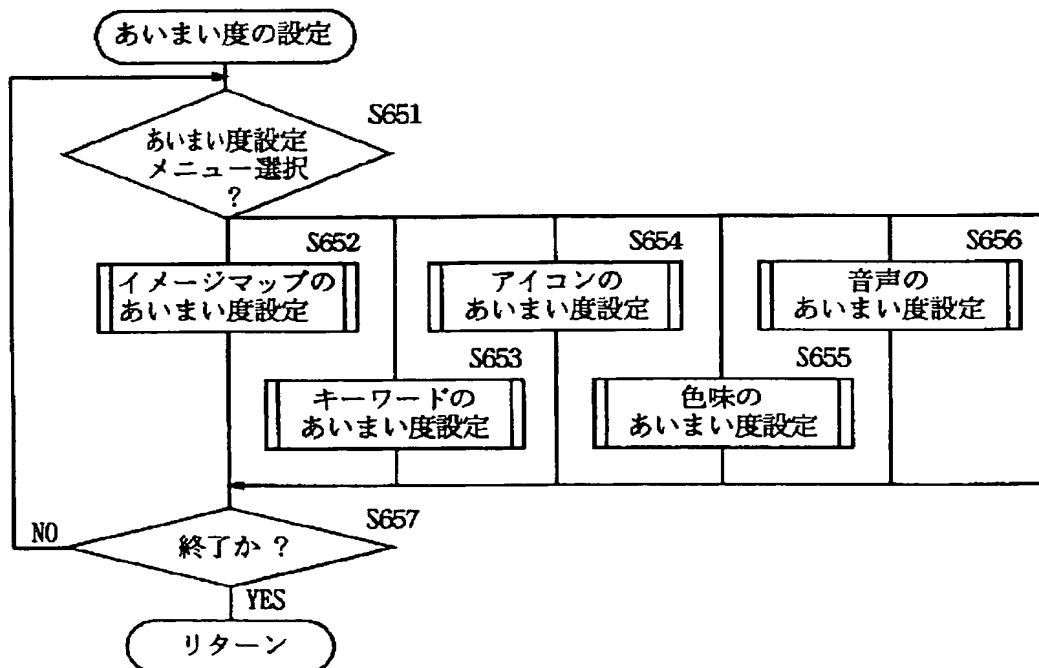 あいまい度の設定
S651
あいまい度設定
メニュー選択
?
S652
イメージマップの
あいまい度設定
S654
アイコンの
あいまい度設定
S656
音声の
あいまい度設定
S653
キーワードの
あいまい度設定
S655
色味の
あいまい度設定
S657
終了か ?
NO
YES
リターン